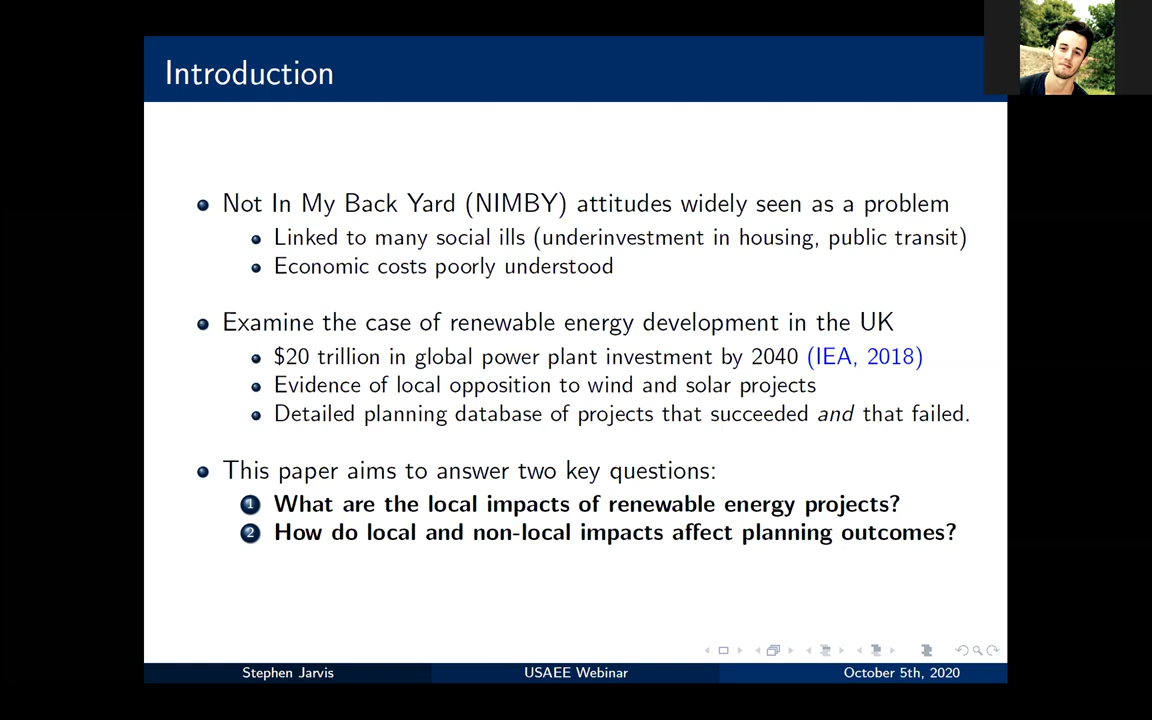 Introduction
Not In My Back Yard (NIMBY) attitudes widely seen as a problem
Linked to many social ills (underinvestment in housing, public transit)
Economic costs poorly understood
Examine the case of renewable energy development in the UK
$20 trillion in global power plant investment by 2040 (IEA, 2018)
Evidence of local opposition to wind and solar projects
Detailed planning database of projects that succeeded and that failed.
This paper aims to answer two key questions:
1 What are the local impacts of renewable energy projects?
2 How do local and non-local impacts affect planning outcomes?
Stephen Jarvis USAEE Webinar October 5th, 2020